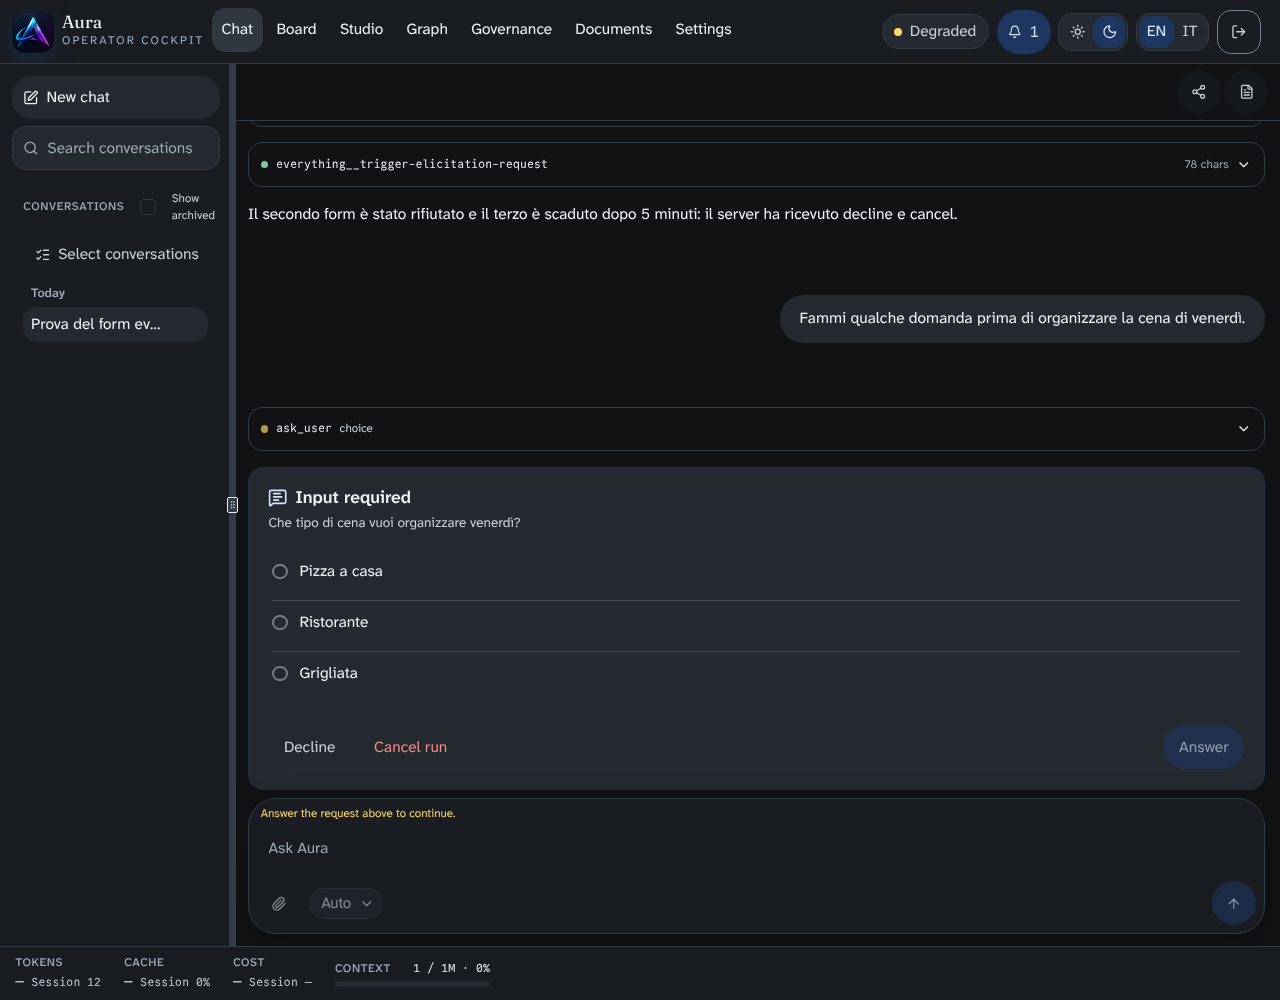 Aura
OPERATOR COCKPIT
Chat
Board
Studio
Graph
Governance
Documents
Settings
Degraded
1
EN
IT
New chat
Search conversations
CONVERSATIONS
Show archived
Select conversations
Today
Prova del form ev...
everything__trigger-elicitation-request
78 chars
Il secondo form è stato rifiutato e il terzo è scaduto dopo 5 minuti: il server ha ricevuto decline e cancel.
Fammi qualche domanda prima di organizzare la cena di venerdì.
ask_user choice
Input required
Che tipo di cena vuoi organizzare venerdì?
Pizza a casa
Ristorante
Grigliata
Decline
Cancel run
Answer
Answer the request above to continue.
Ask Aura
Auto
TOKENS
— Session 12
CACHE
— Session 0%
COST
— Session —
CONTEXT 1 / 1M · 0%